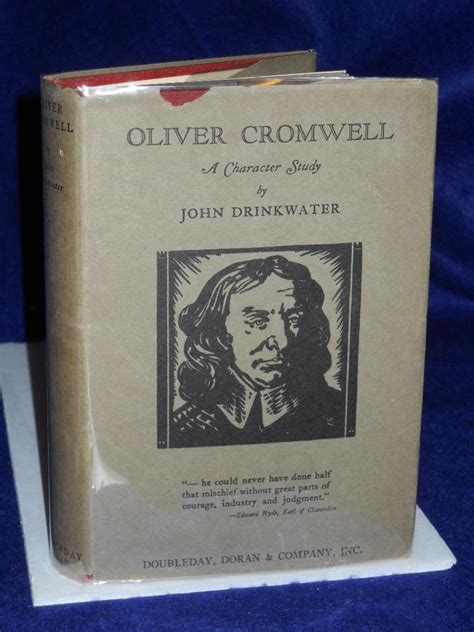 OLIVER CROMWELL
A Character Study
by
JOHN DRINKWATER
"— he could never have done half
that mischief without great parts of
courage, industry and judgment."
—Edward Hyde, Earl of Clarendon
DOUBLEDAY, DORAN & COMPANY, INC.
OLIVER